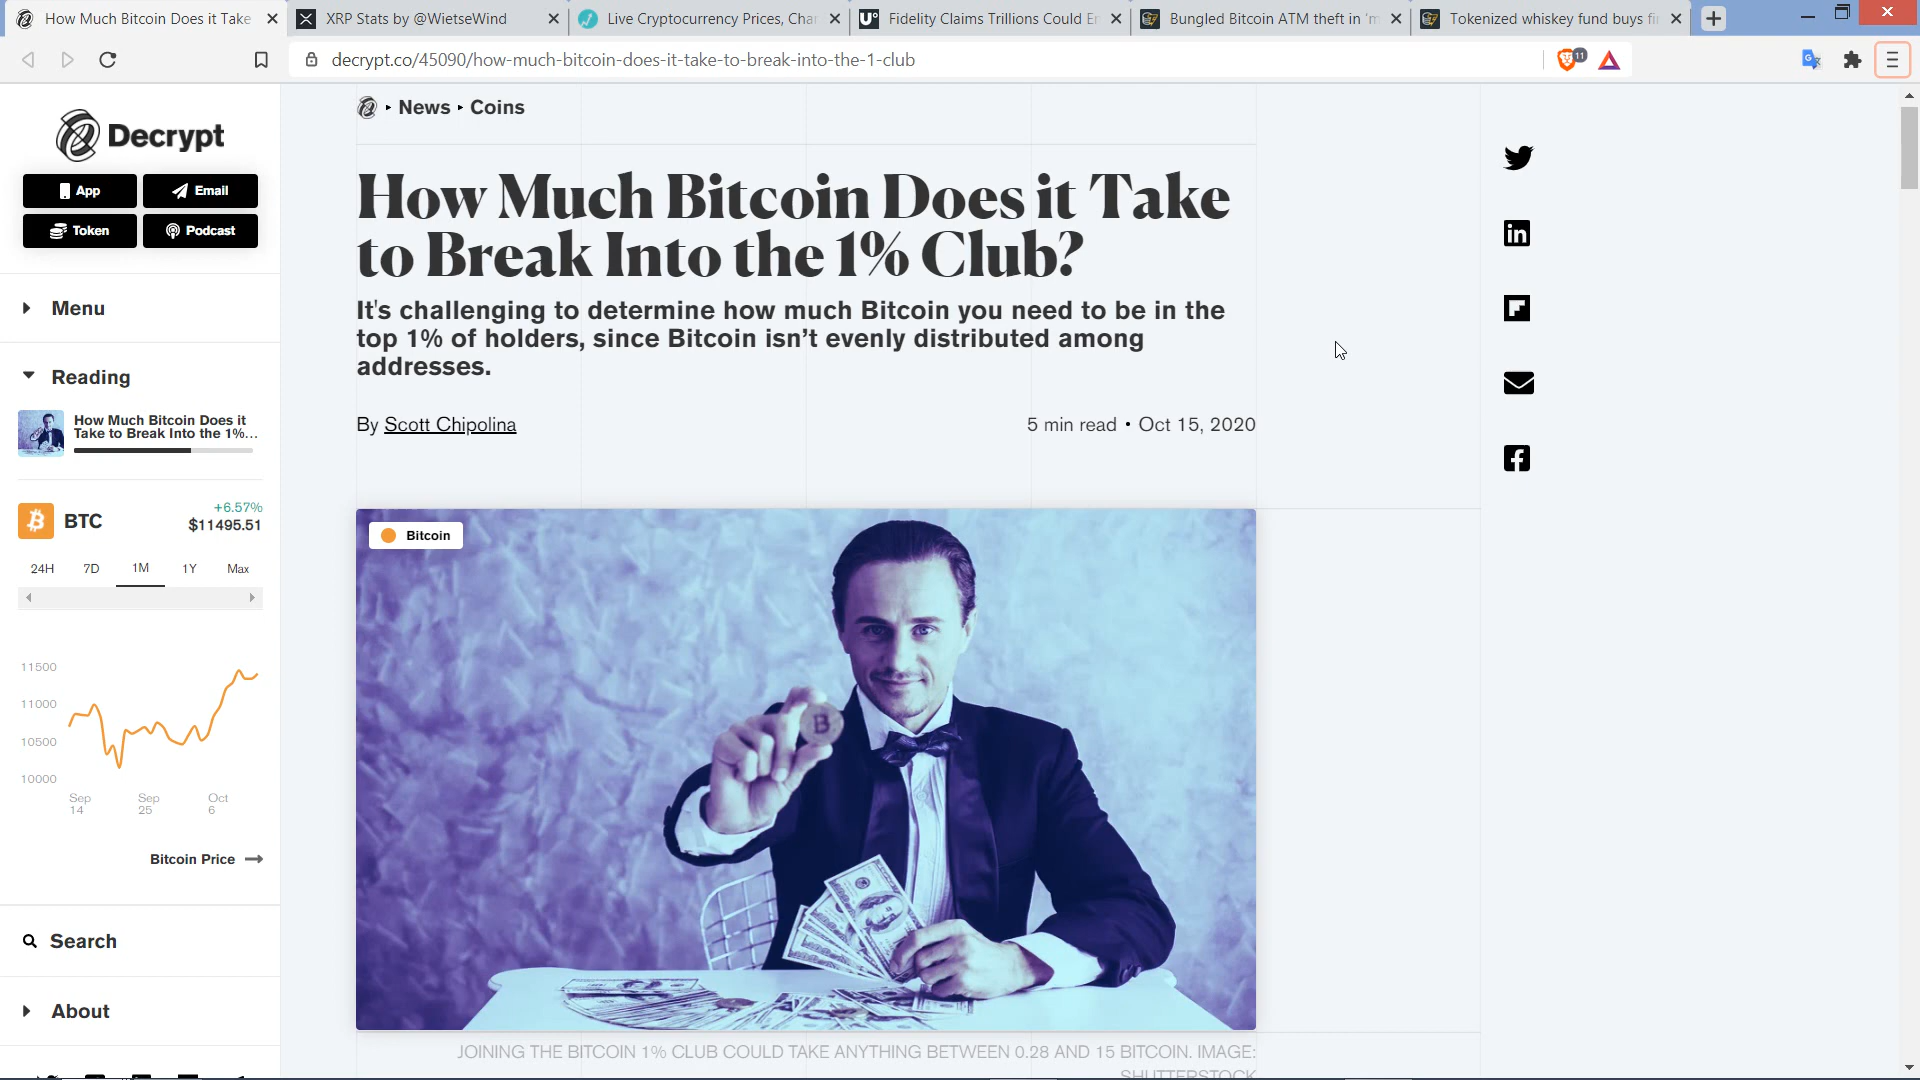 How Much Bitcoin Does it Take
XRP Stats by @WietseWind
Live Cryptocurrency Prices, Cha
Fidelity Claims Trillions Could E
Bungled Bitcoin ATM theft in 'm
Tokenized whiskey fund buys fi
decrypt.co/45090/how-much-bitcoin-does-it-take-to-break-into-the-1-club
11
Decrypt
App
Email
Token
Podcast
Menu
Reading
How Much Bitcoin Does it
Take to Break Into the 1%...
BTC
+6.57%
$11495.51
24H 7D 1M 1Y Max
11500
11000
10500
10000
Sep 14
Sep 25
Oct 6
Bitcoin Price
Search
About
News
Coins
How Much Bitcoin Does it Take
to Break Into the 1% Club?
It's challenging to determine how much Bitcoin you need to be in the
top 1% of holders, since Bitcoin isn't evenly distributed among
addresses.
By Scott Chipolina
5 min read • Oct 15, 2020
Bitcoin
JOINING THE BITCOIN 1% CLUB COULD TAKE ANYTHING BETWEEN 0.28 AND 15 BITCOIN. IMAGE:
SHUTTERSTOCK